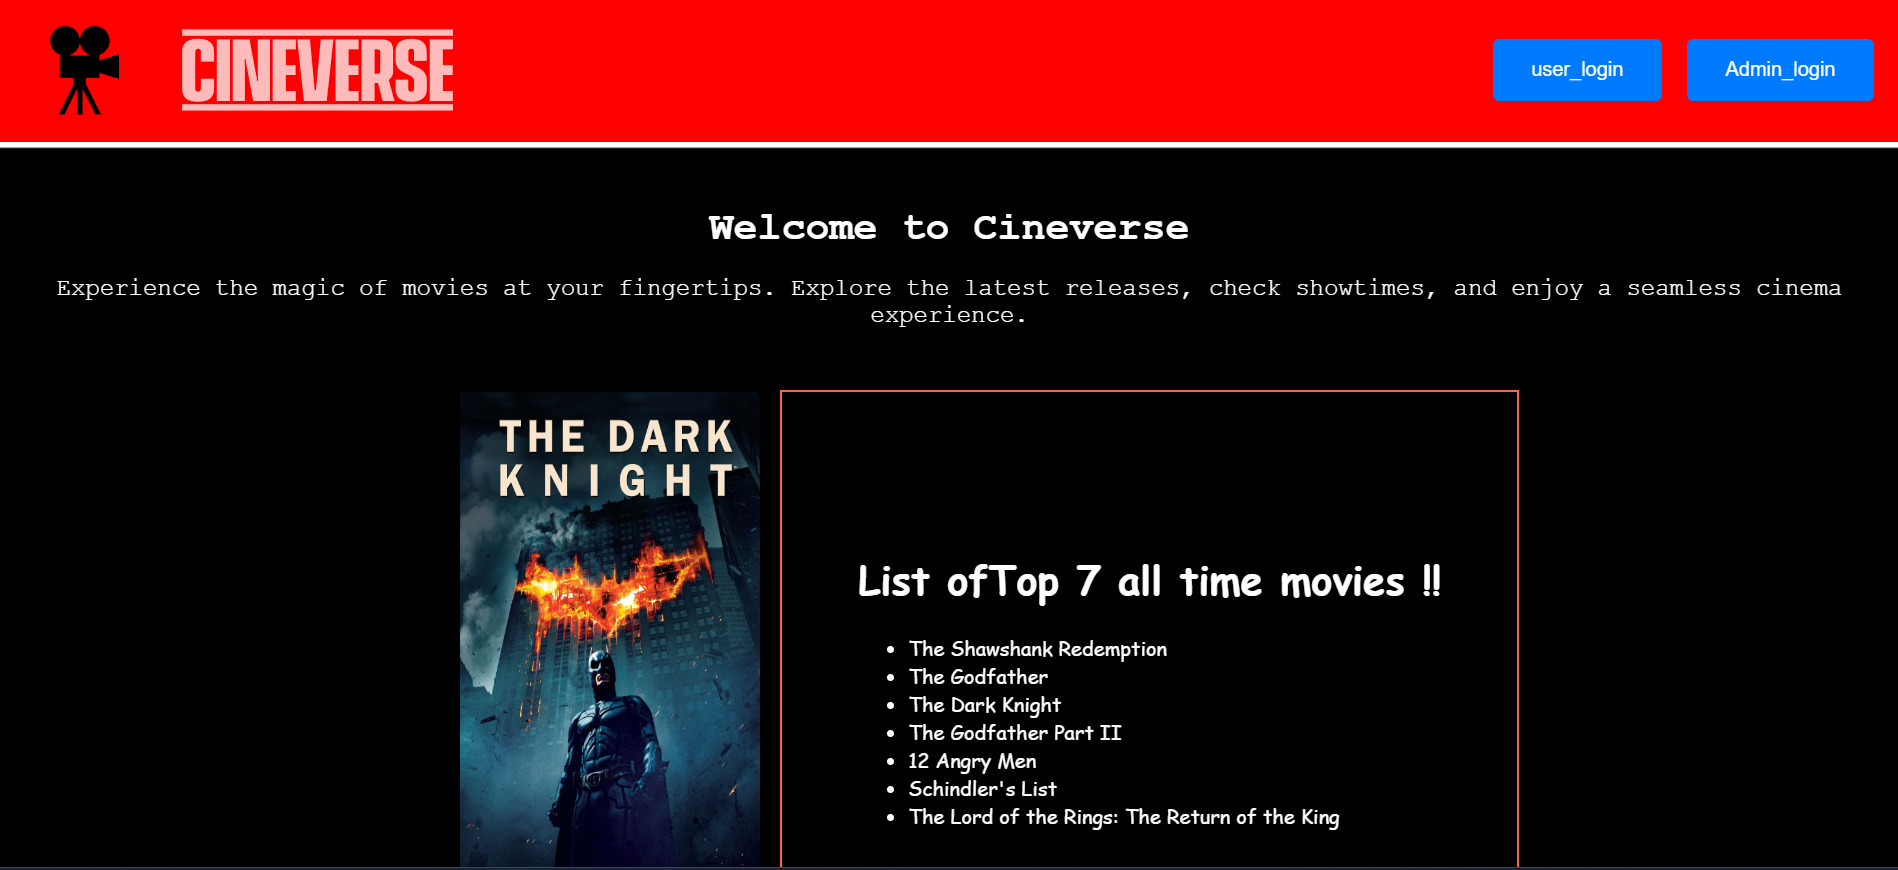 CINEVERSE
user_login
Admin_login
Welcome to Cineverse
Experience the magic of movies at your fingertips. Explore the latest releases, check showtimes, and enjoy a seamless cinema
experience.
THE DARK
KNIGHT
List ofTop 7 all time movies !!
The Shawshank Redemption
The Godfather
The Dark Knight
The Godfather Part II
12 Angry Men
Schindler's List
The Lord of the Rings: The Return of the King